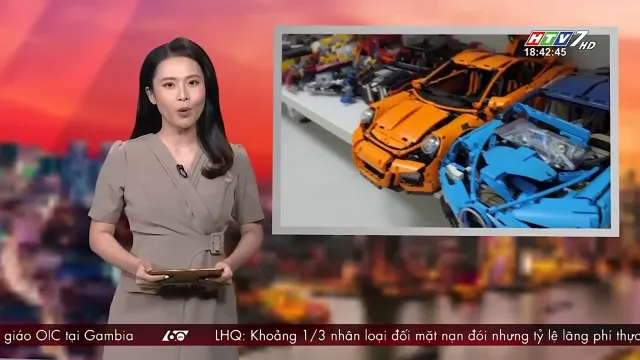 HTV7 HD
18:42:45
giáo OIC tại Gambia 60 LHQ: Khoảng 1/3 nhân loại đối mặt nạn đói nhưng tỷ lệ lãng phí thực